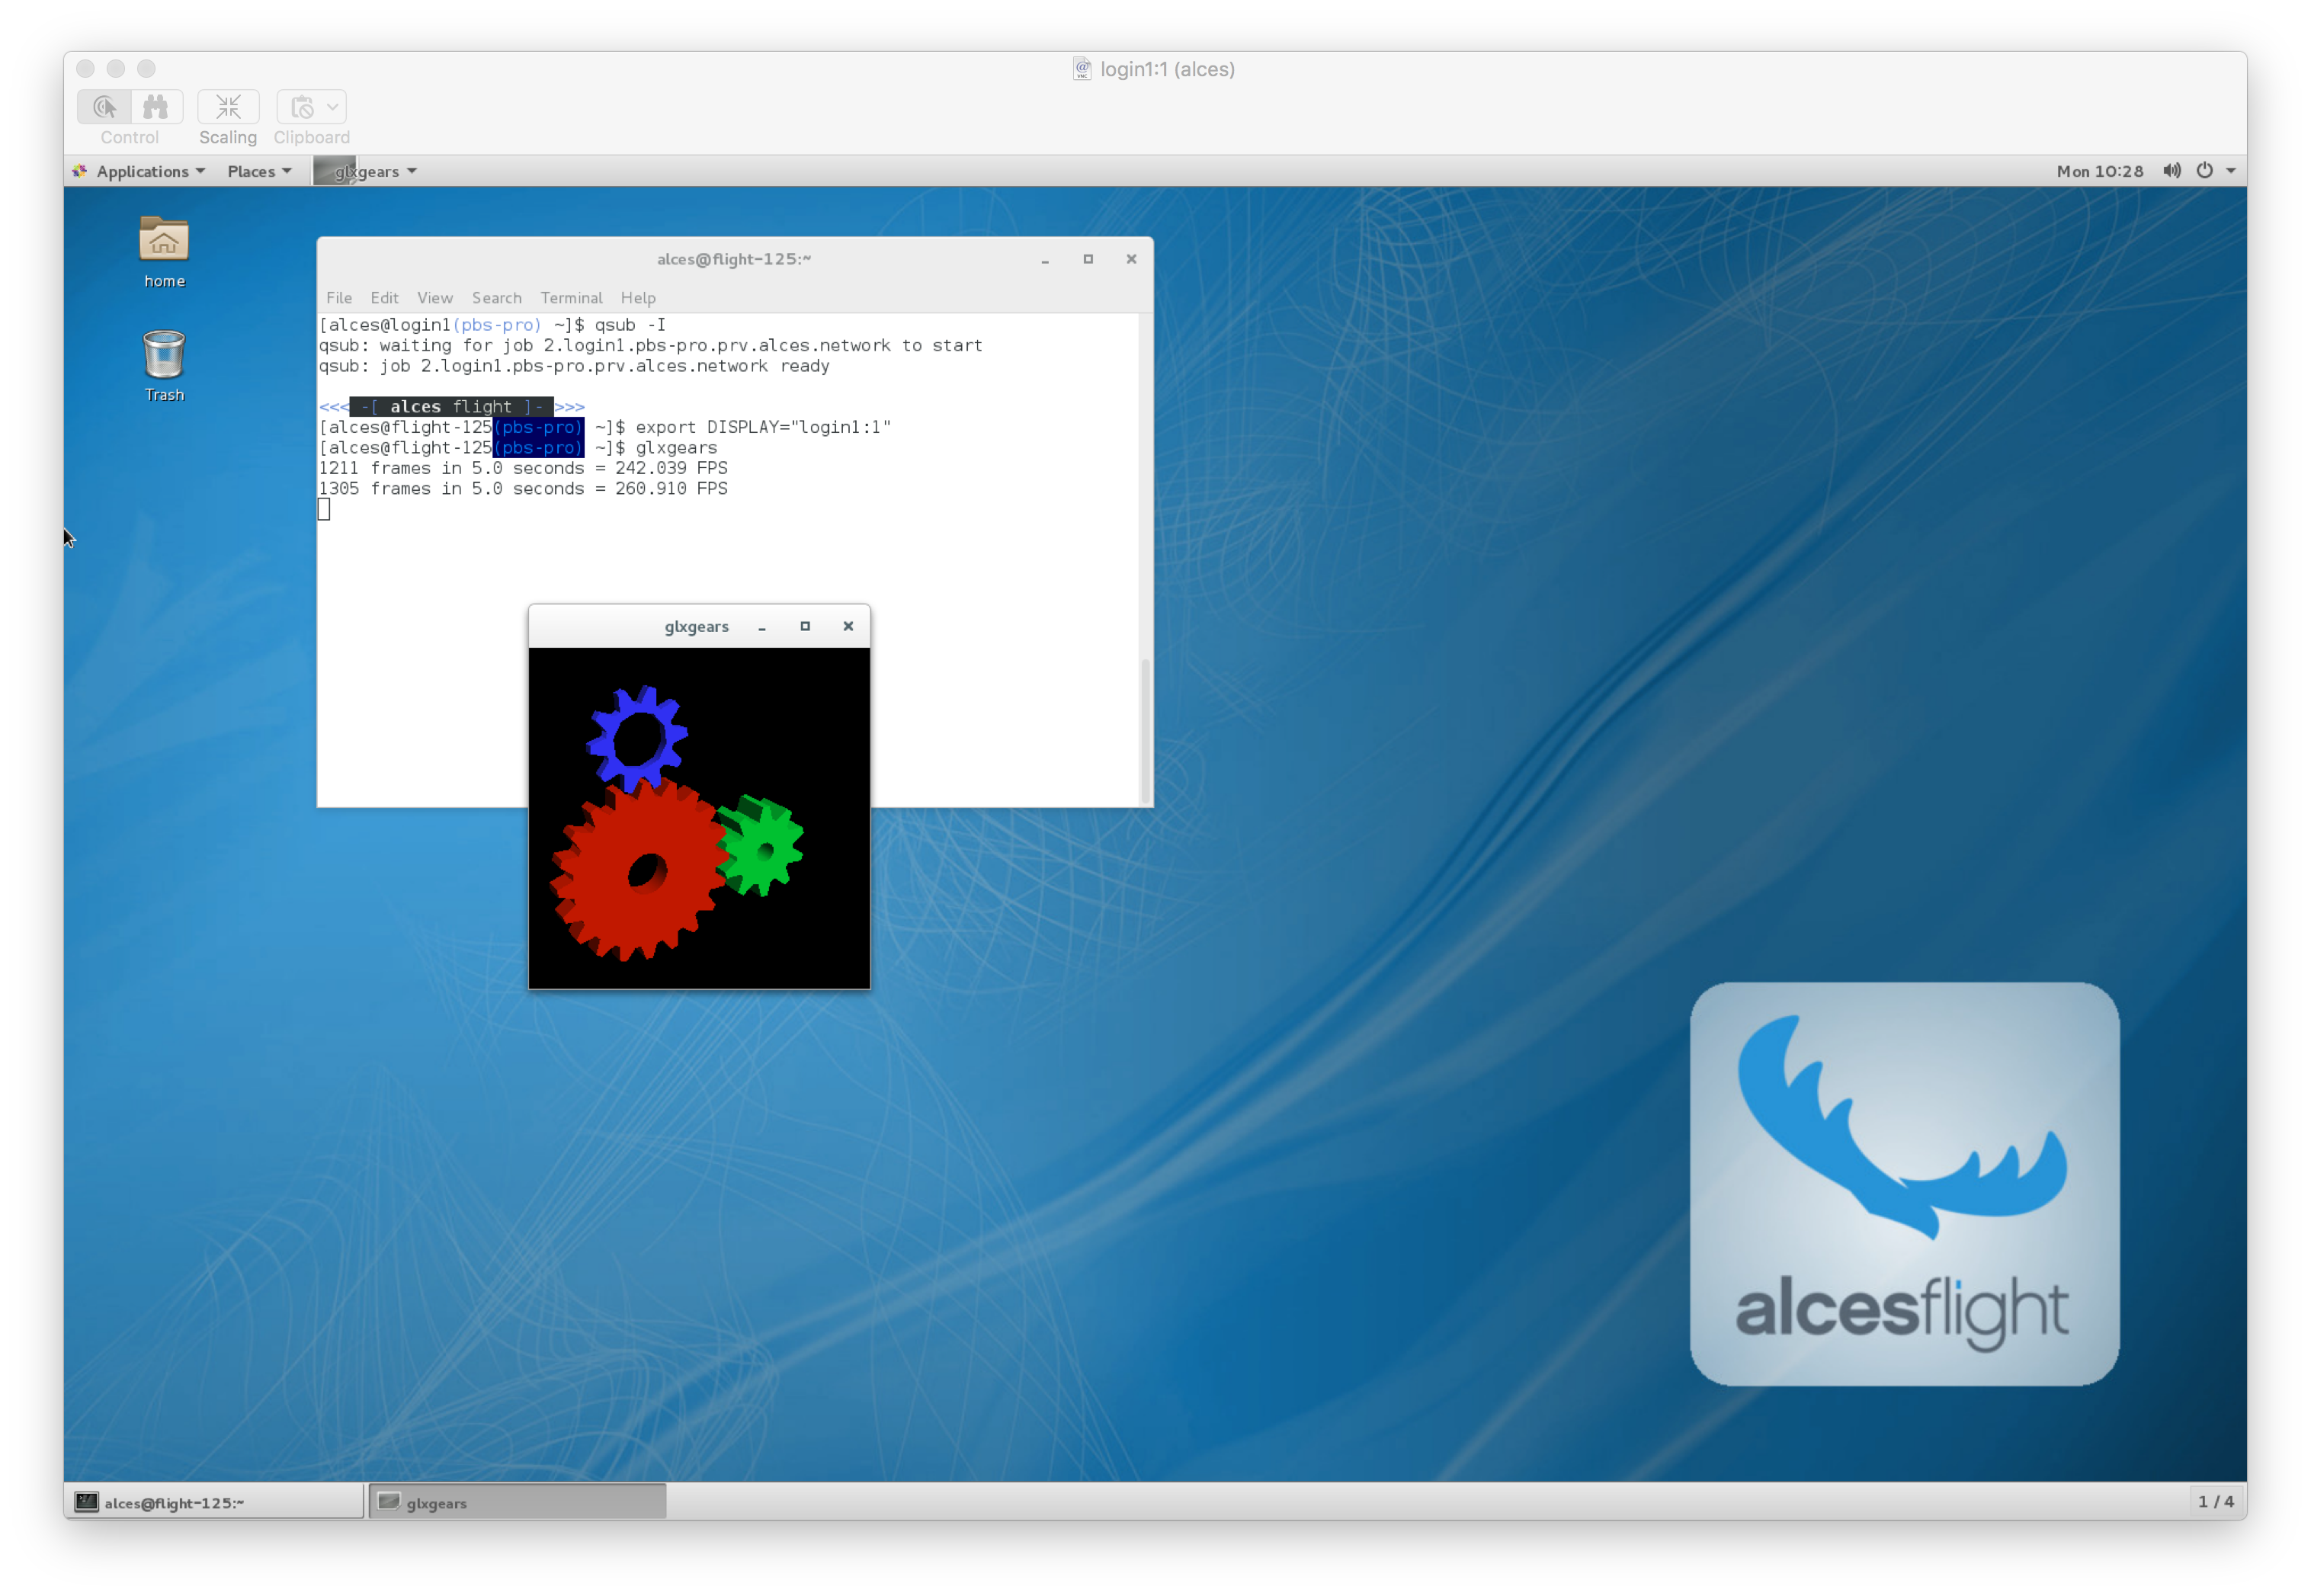 login1:1 (alces)
Control Scaling Clipboard
Applications Places glxgears Mon 10:28
home
Trash
alces@flight-125:~
File Edit View Search Terminal Help
[alces@login1(pbs-pro) ~]$ qsub -I
qsub: waiting for job 2.login1.pbs-pro.prv.alces.network to start
qsub: job 2.login1.pbs-pro.prv.alces.network ready
<<< -[ alces flight ]- >>>
[alces@flight-125(pbs-pro) ~]$ export DISPLAY="login1:1"
[alces@flight-125(pbs-pro) ~]$ glxgears
1211 frames in 5.0 seconds = 242.039 FPS
1305 frames in 5.0 seconds = 260.910 FPS
glxgears
alcesflight
alces@flight-125:~ glxgears 1 / 4